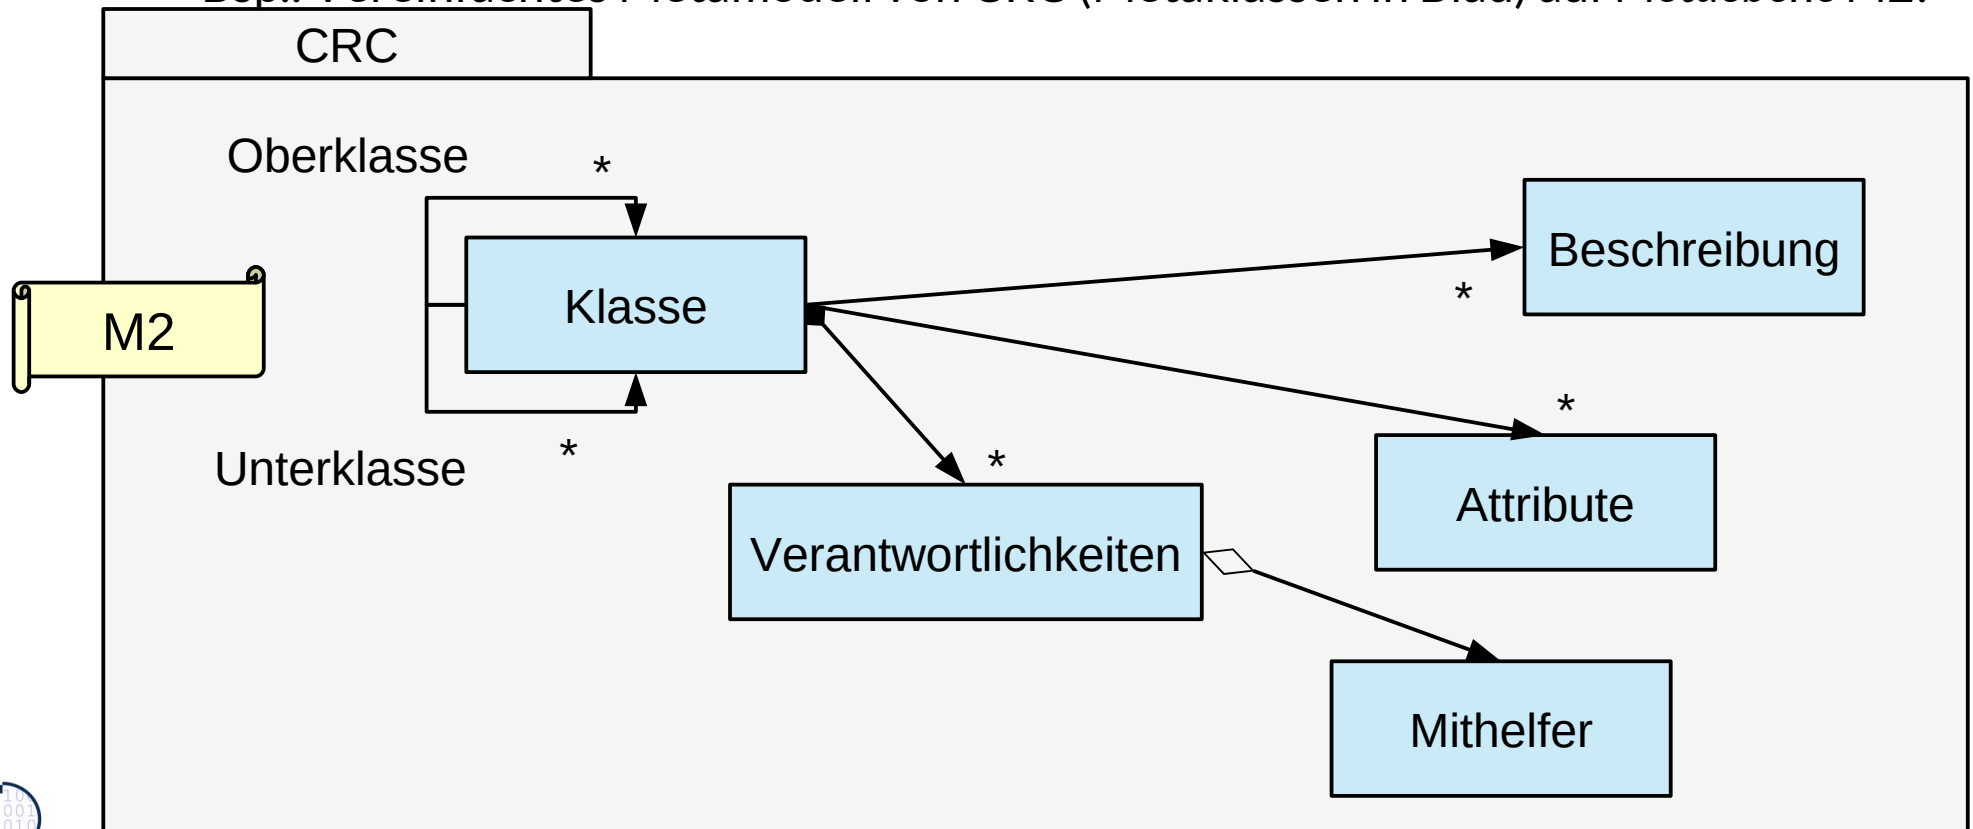 CRC
Oberklasse
*
Klasse
Beschreibung
*
M2
*
Unterklasse
*
*
Verantwortlichkeiten
Attribute
Mithelfer